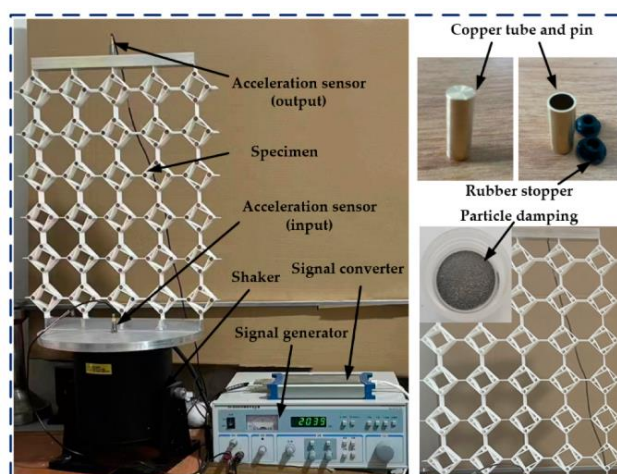 Copper tube and pin
Acceleration sensor
(output)
Specimen
Rubber stopper
Acceleration sensor
(input)
Particle damping
Signal converter
Shaker
Signal generator
2039